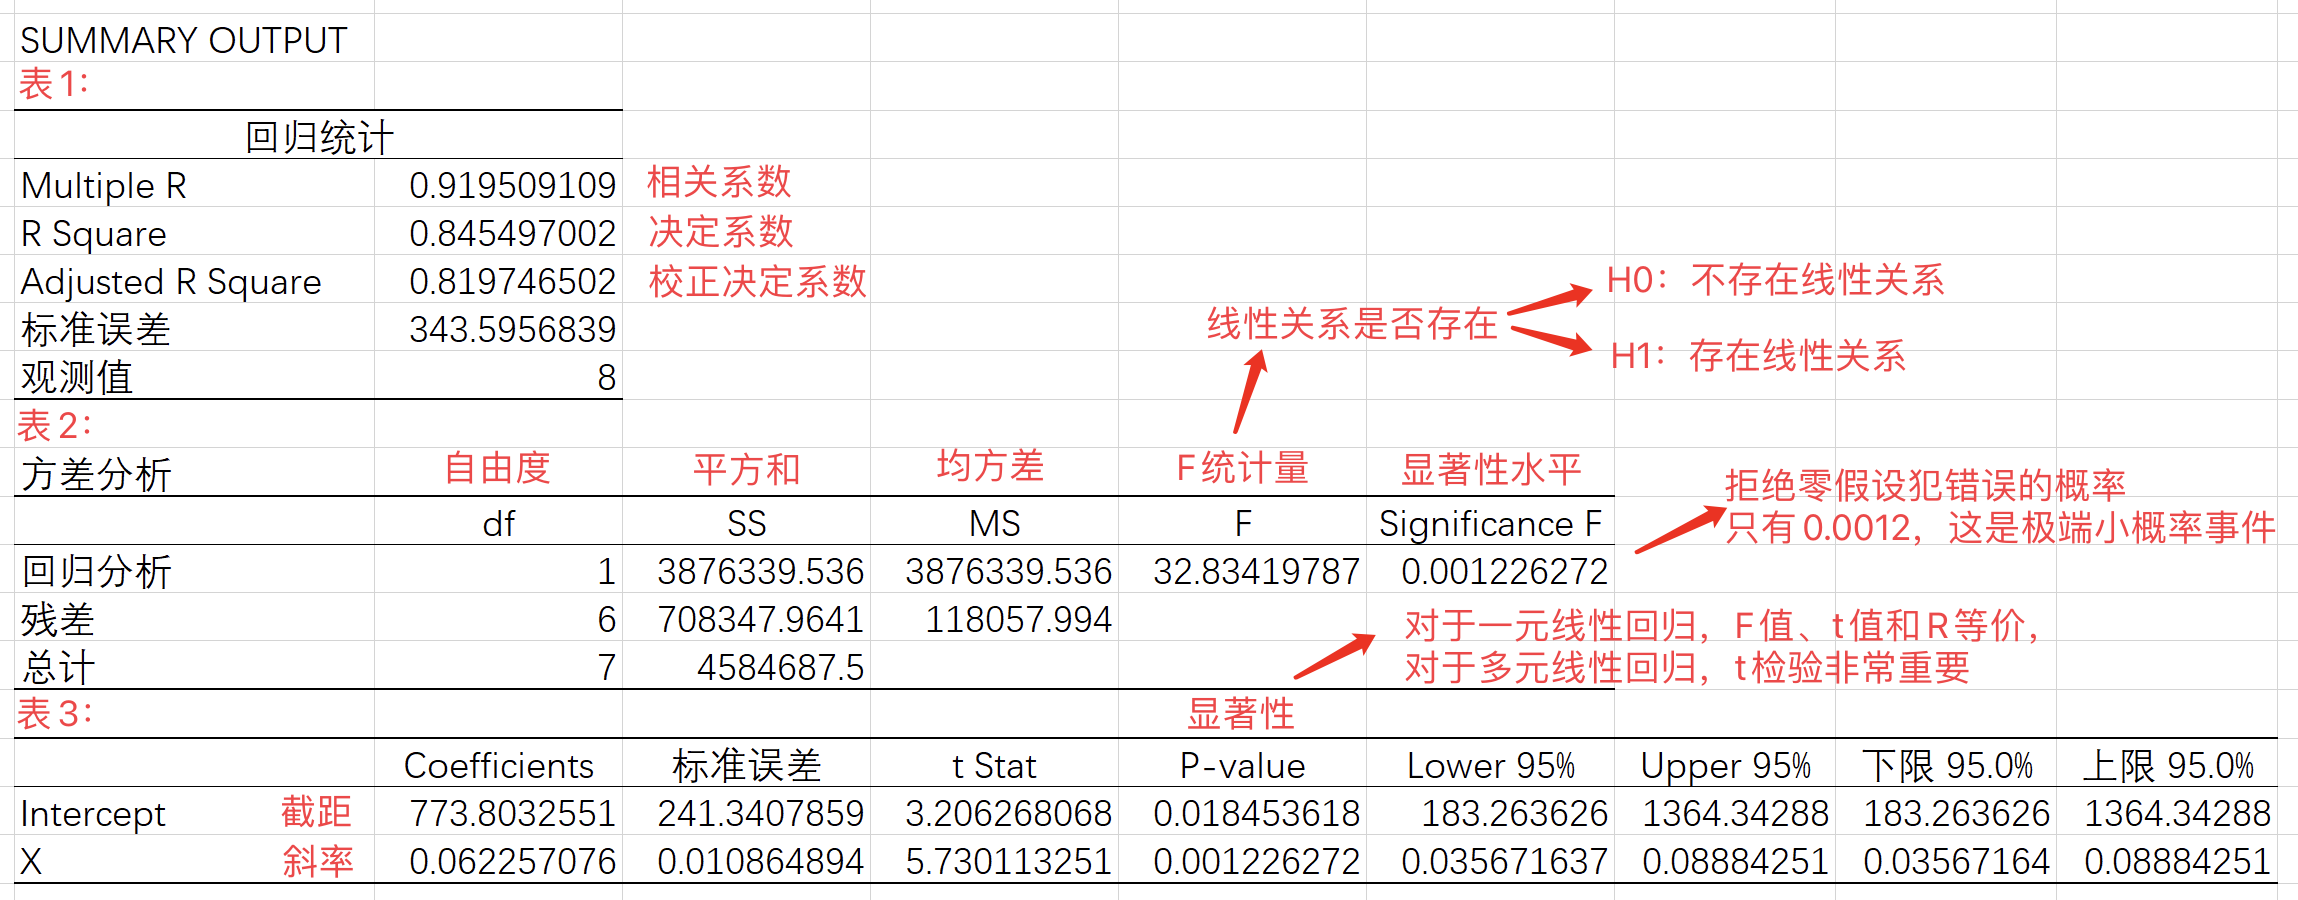 SUMMARY OUTPUT
表1:
回归统计
Multiple R 0.919509109 相关系数
R Square 0.845497002 决定系数
Adjusted R Square 0.819746502 校正决定系数
标准误差 343.5956839
观测值 8
线性关系是否存在
H0：不存在线性关系
H1：存在线性关系
表2:
方差分析 自由度 平方和 均方差 F统计量 显著性水平
df SS MS F Significance F
回归分析 1 3876339.536 3876339.536 32.83419787 0.001226272
残差 6 708347.9641 118057.994
总计 7 4584687.5
拒绝零假设犯错误的概率
只有0.0012，这是极端小概率事件
对于一元线性回归，F值、t值和R等价，
对于多元线性回归，t检验非常重要
表3:
显著性
Coefficients 标准误差 t Stat P-value Lower 95% Upper 95% 下限 95.0% 上限 95.0%
Intercept 截距 773.8032551 241.3407859 3.206268068 0.018453618 183.263626 1364.34288 183.263626 1364.34288
X 斜率 0.062257076 0.010864894 5.730113251 0.001226272 0.035671637 0.08884251 0.03567164 0.08884251